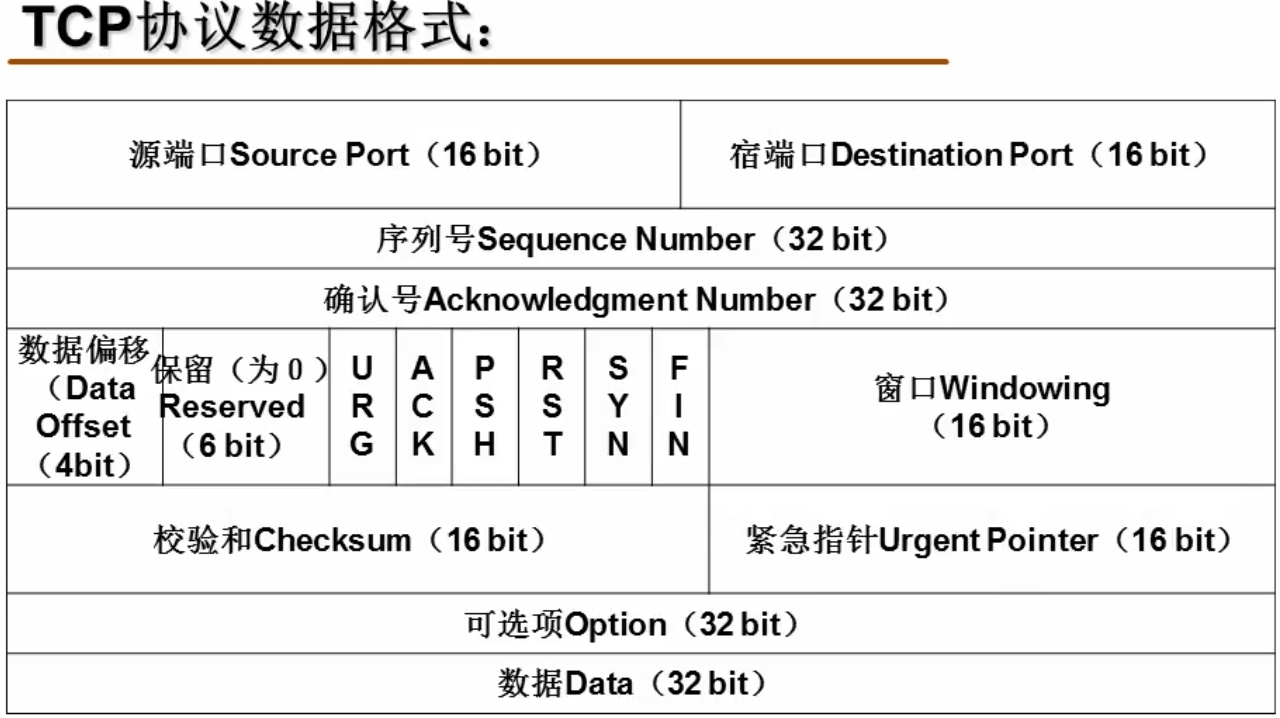 TCP协议数据格式：
源端口Source Port（16 bit）
宿端口Destination Port（16 bit）
序列号Sequence Number（32 bit）
确认号Acknowledgment Number（32 bit）
数据偏移
（Data
Offset
（4bit）
保留（为0）
Reserved
（6 bit）
URG
ACK
PSH
RST
SYN
FIN
窗口Windowing
（16 bit）
校验和Checksum（16 bit）
紧急指针Urgent Pointer（16 bit）
可选项Option（32 bit）
数据Data（32 bit）